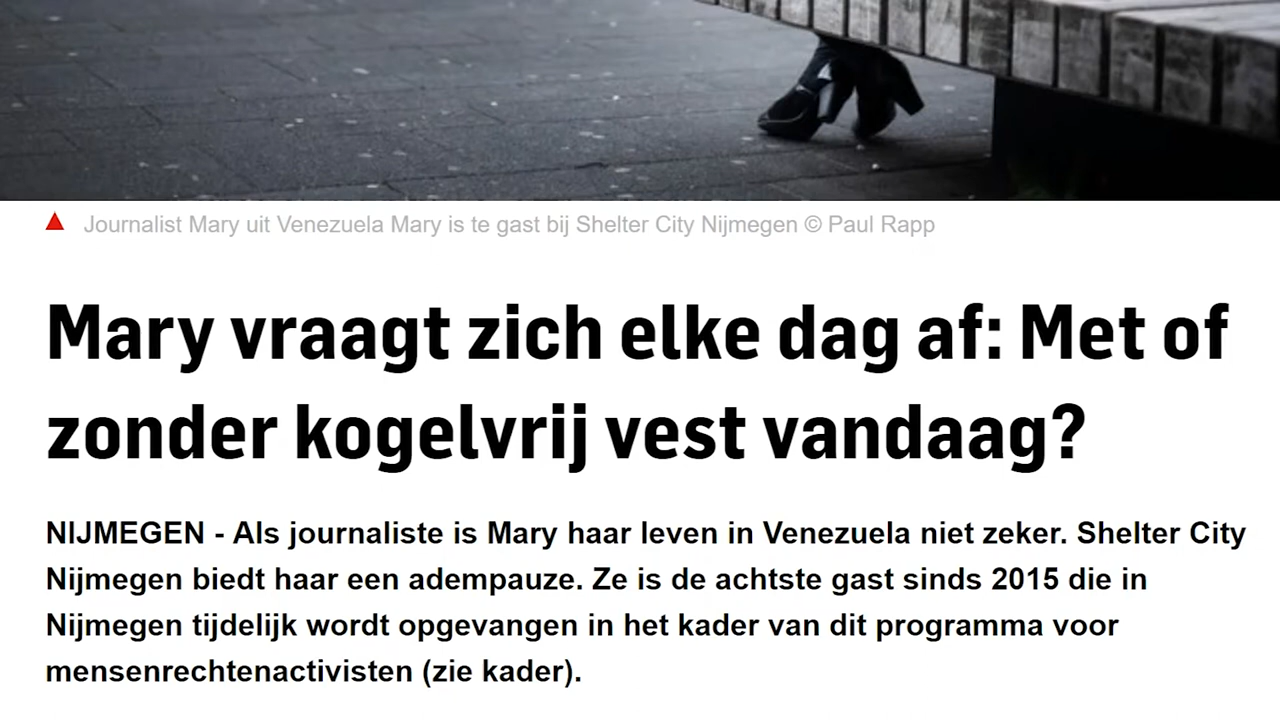 Journalist Mary uit Venezuela Mary is te gast bij Shelter City Nijmegen © Paul Rapp
Mary vraagt zich elke dag af: Met of
zonder kogelvrij vest vandaag?
NIJMEGEN - Als journaliste is Mary haar leven in Venezuela niet zeker. Shelter City
Nijmegen biedt haar een adempauze. Ze is de achtste gast sinds 2015 die in
Nijmegen tijdelijk wordt opgevangen in het kader van dit programma voor
mensenrechtenactivisten (zie kader).